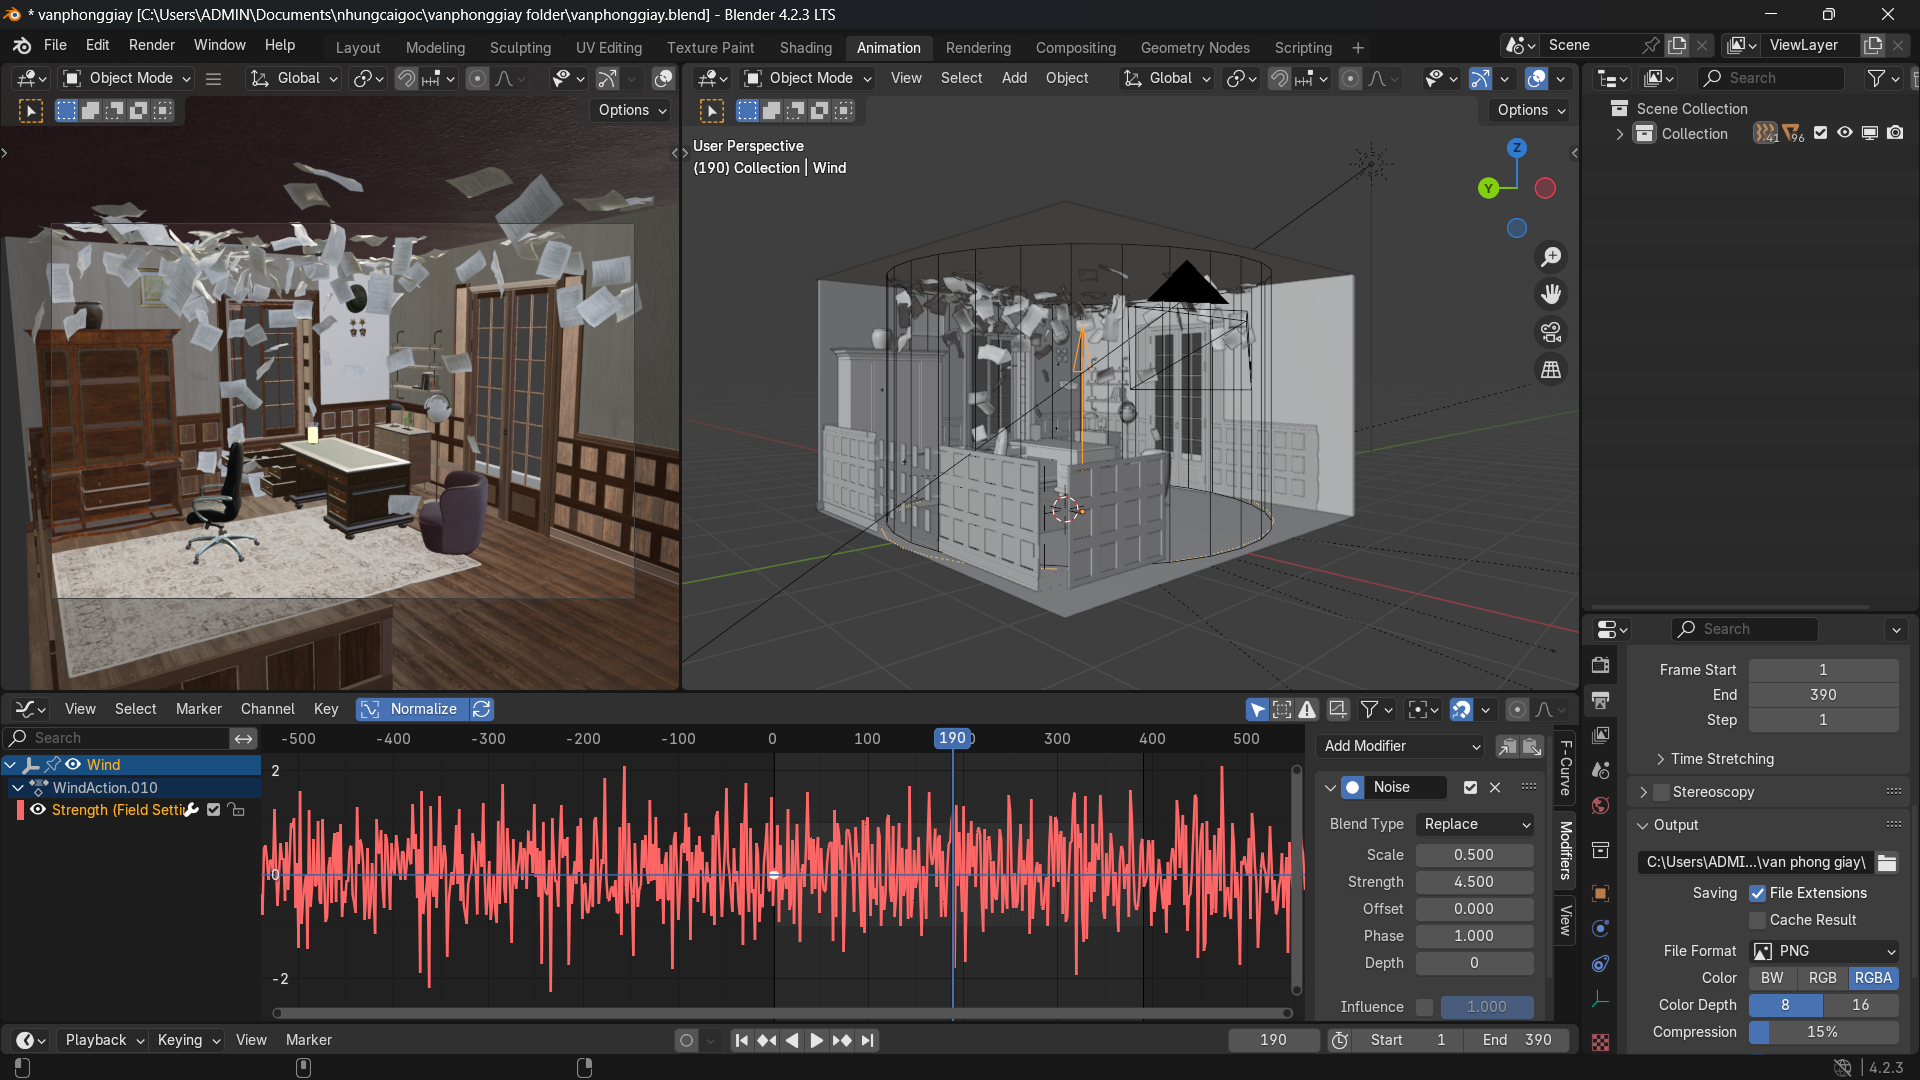 * vanphonggiay [C:\Users\ADMIN\Documents\nhungcaigoc\vanphonggiay folder\vanphonggiay.blend] - Blender 4.2.3 LTS
File Edit Render Window Help Layout Modeling Sculpting UV Editing Texture Paint Shading Animation Rendering Compositing Geometry Nodes Scripting + Scene ViewLayer
Object Mode Global Object Mode View Select Add Object Global Search
Options Options Scene Collection
Collection 41 96
User Perspective
(190) Collection | Wind
Z
Y
Search
Frame Start 1
End 390
Step 1
Time Stretching
Stereoscopy
Output
C:\Users\ADMI...\van phong giay\
Saving File Extensions
Cache Result
File Format PNG
Color BW RGB RGBA
Color Depth 8 16
Compression 15%
View Select Marker Channel Key Normalize
Search -500 -400 -300 -200 -100 0 100 190 300 400 500
Wind
WindAction.010
Strength (Field Setti
2
0
-2
Add Modifier
Noise
Blend Type Replace
Scale 0.500
Strength 4.500
Offset 0.000
Phase 1.000
Depth 0
Influence 1.000
F-Curve
Modifiers
View
Playback Keying View Marker 190 Start 1 End 390
4.2.3